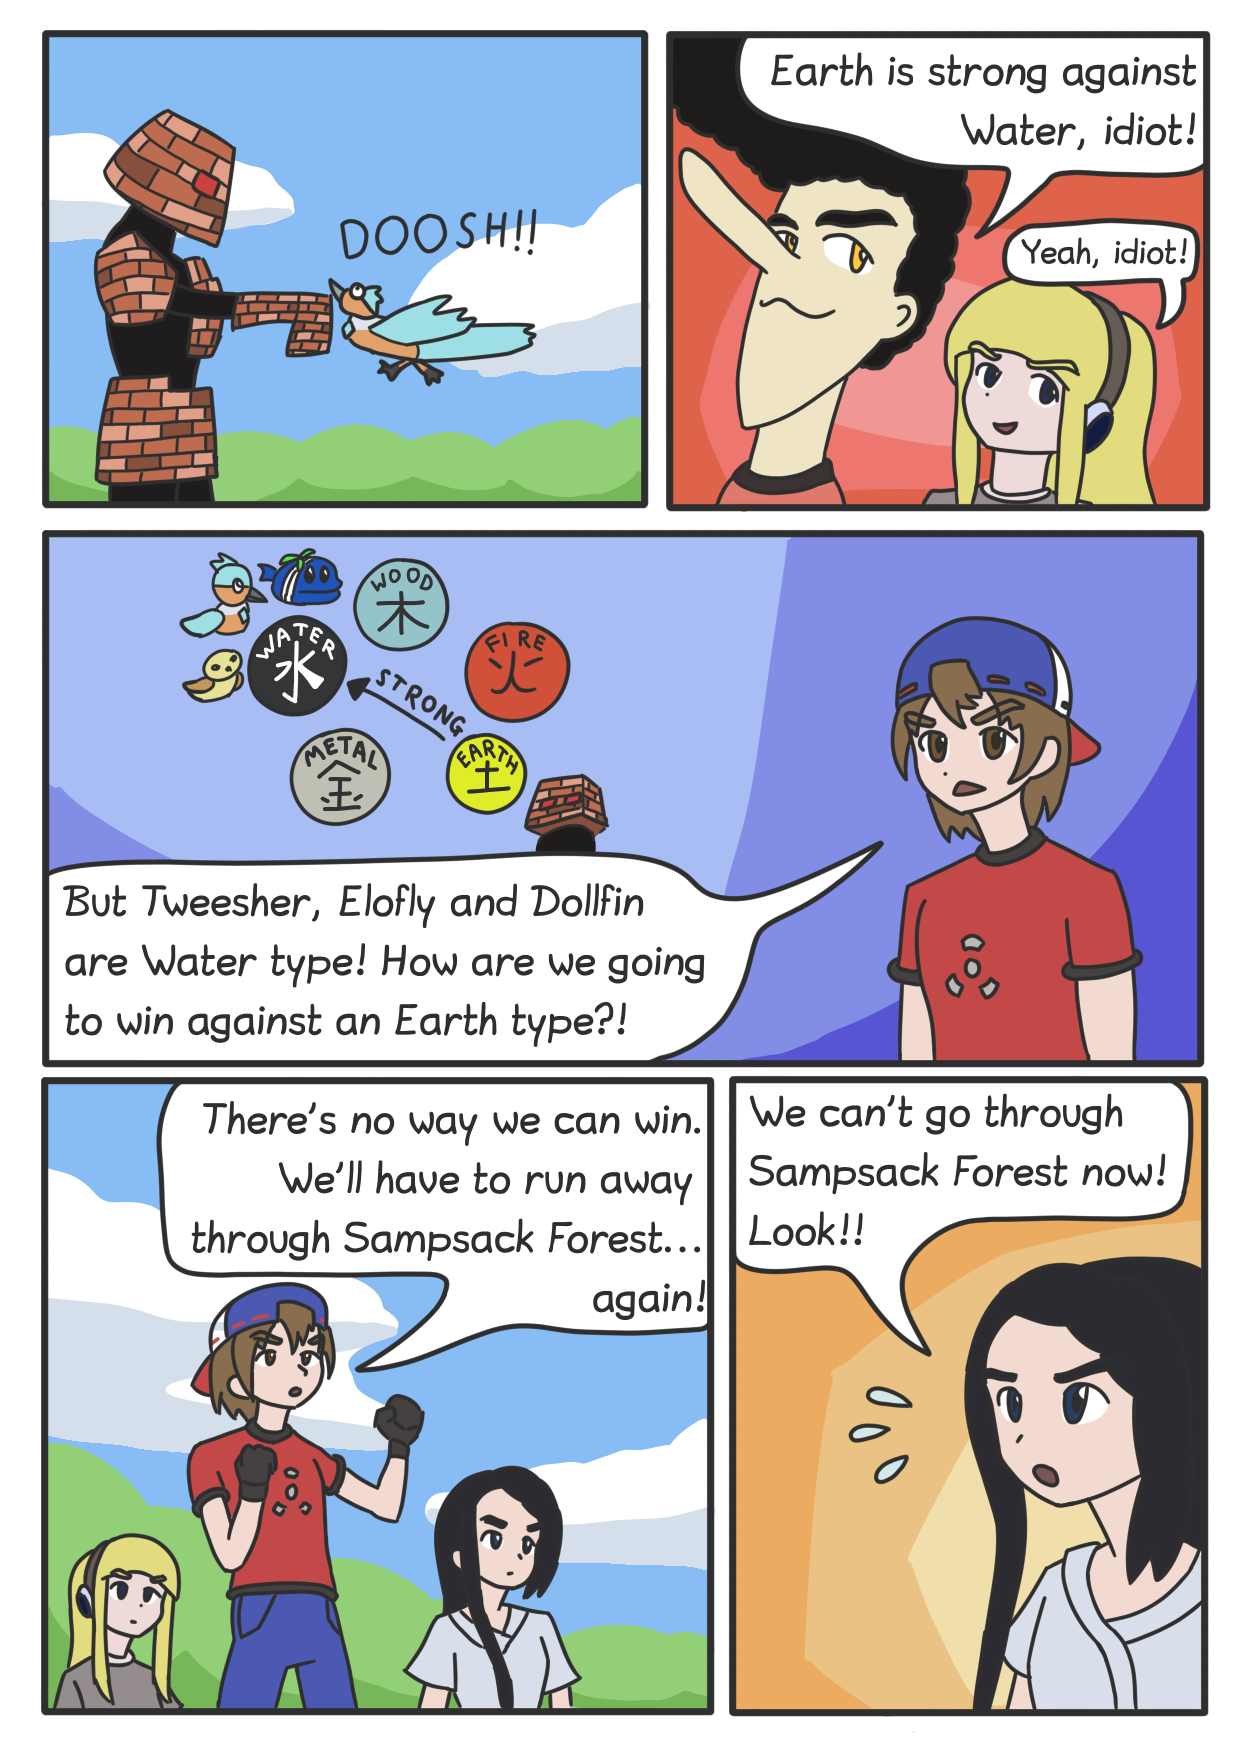 DOOSH!!
Earth is strong against
Water, idiot!
Yeah, idiot!
WOOD
木
WATER
水
FIRE
火
STRONG
METAL
金
EARTH
土
But Tweesher, Elofly and Dollfin
are Water type! How are we going
to win against an Earth type?!
There's no way we can win.
We'll have to run away
through Sampsack Forest...
again!
We can't go through
Sampsack Forest now!
Look!!